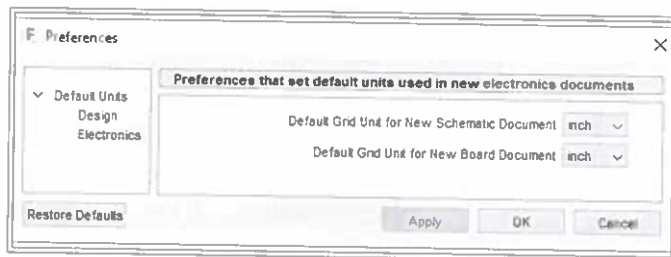 F Preferences
Default Units
Design
Electronics
Preferences that set default units used in new electronics documents
Default Grid Unit for New Schematic Document inch
Default Grid Unit for New Board Document inch
Restore Defaults
Apply OK Cancel